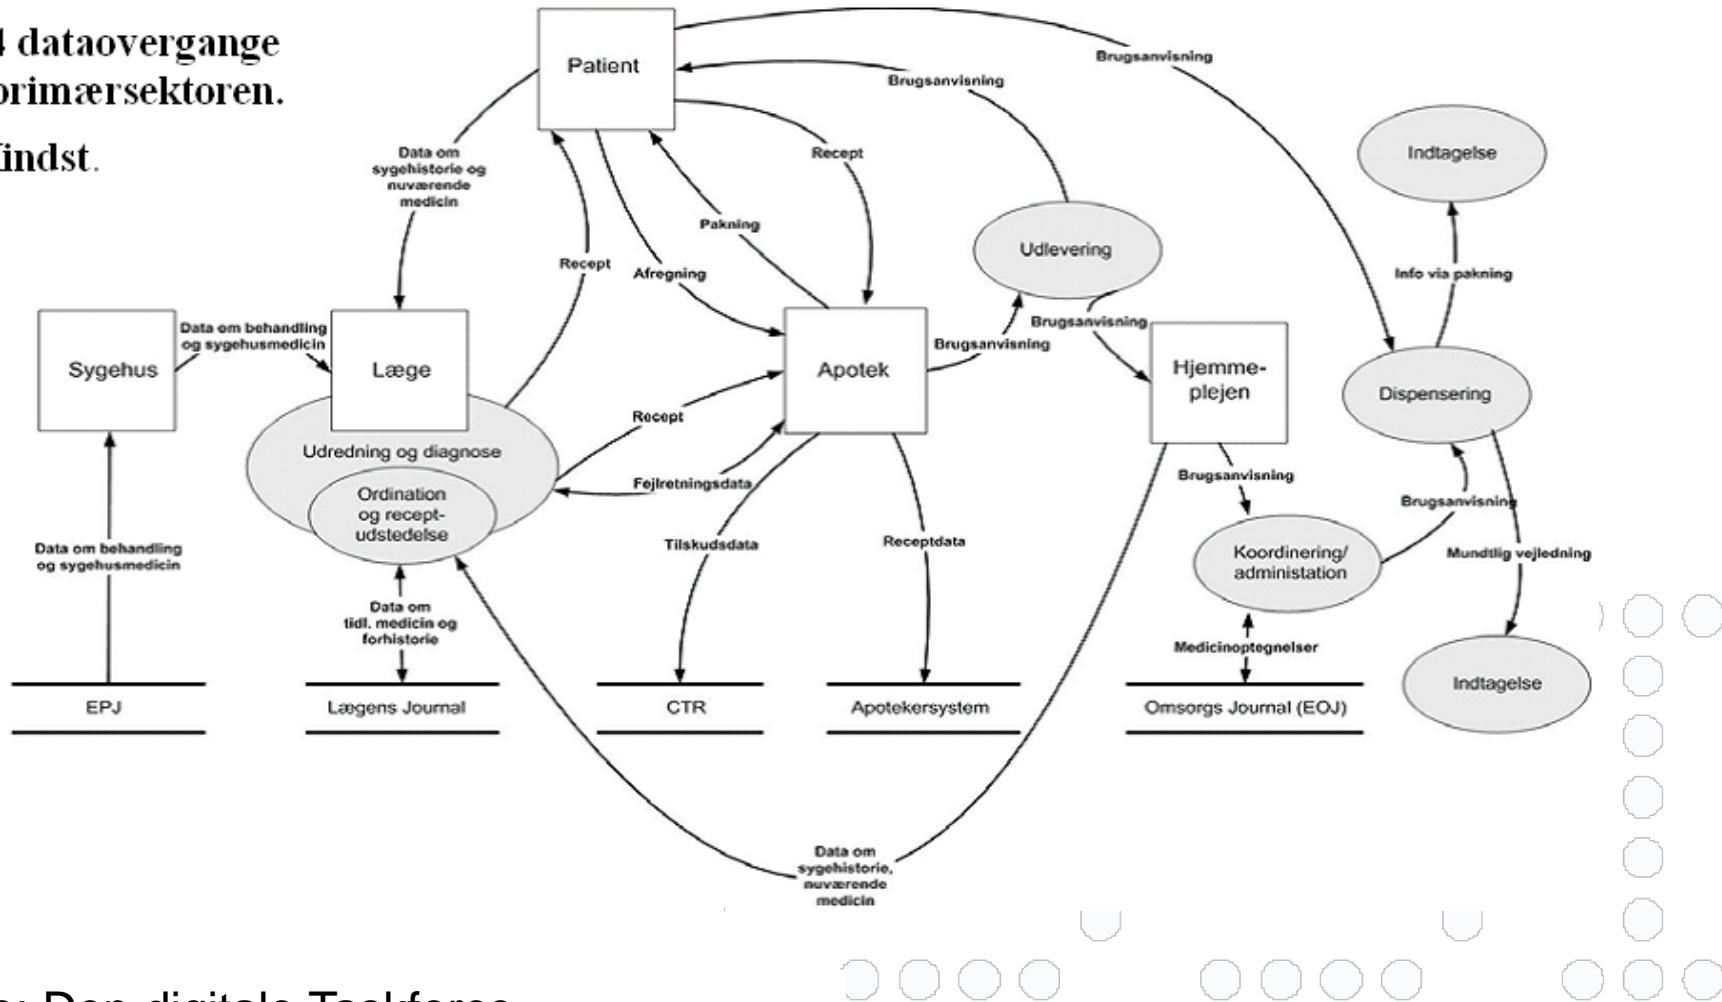 4 dataovergange
primærsektoren.
indst.
Patient
Brugsanvisning
Brugsanvisning
Data om
sygehistorie og
nuværende
medicin
Recept
Pakning
Recept
Afregning
Udlevering
Indtagelse
Info via pakning
Sygehus
Data om behandling
og sygehusmedicin
Læge
Apotek
Brugsanvisning
Brugsanvisning
Hjemme-
plejen
Dispensering
Udredning og diagnose
Ordination
og recept-
udstedelse
Recept
Fejlretningsdata
Tilskudsdata
Receptdata
Brugsanvisning
Koordinering/
administation
Brugsanvisning
Mundtlig vejledning
Data om behandling
og sygehusmedicin
Data om
tidl. medicin og
forhistorie
Medicinoptegnelser
Indtagelse
EPJ
Lægens Journal
CTR
Apotekersystem
Omsorgs Journal (EOJ)
Data om
sygehistorie,
nuværende
medicin
Den digitale Taskforce